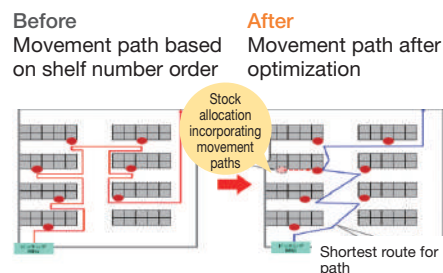 Before
Movement path based
on shelf number order
After
Movement path after
optimization
Stock
allocation
incorporating
movement
paths
Shortest route for
path